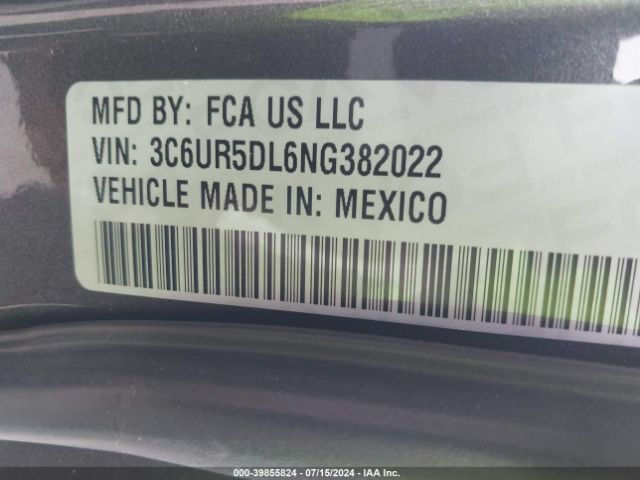 MFD BY: FCA US LLC
VIN: 3C6UR5DL6NG382022
VEHICLE MADE IN: MEXICO
000-39855824 / 07/15/2024 - IAA Inc.